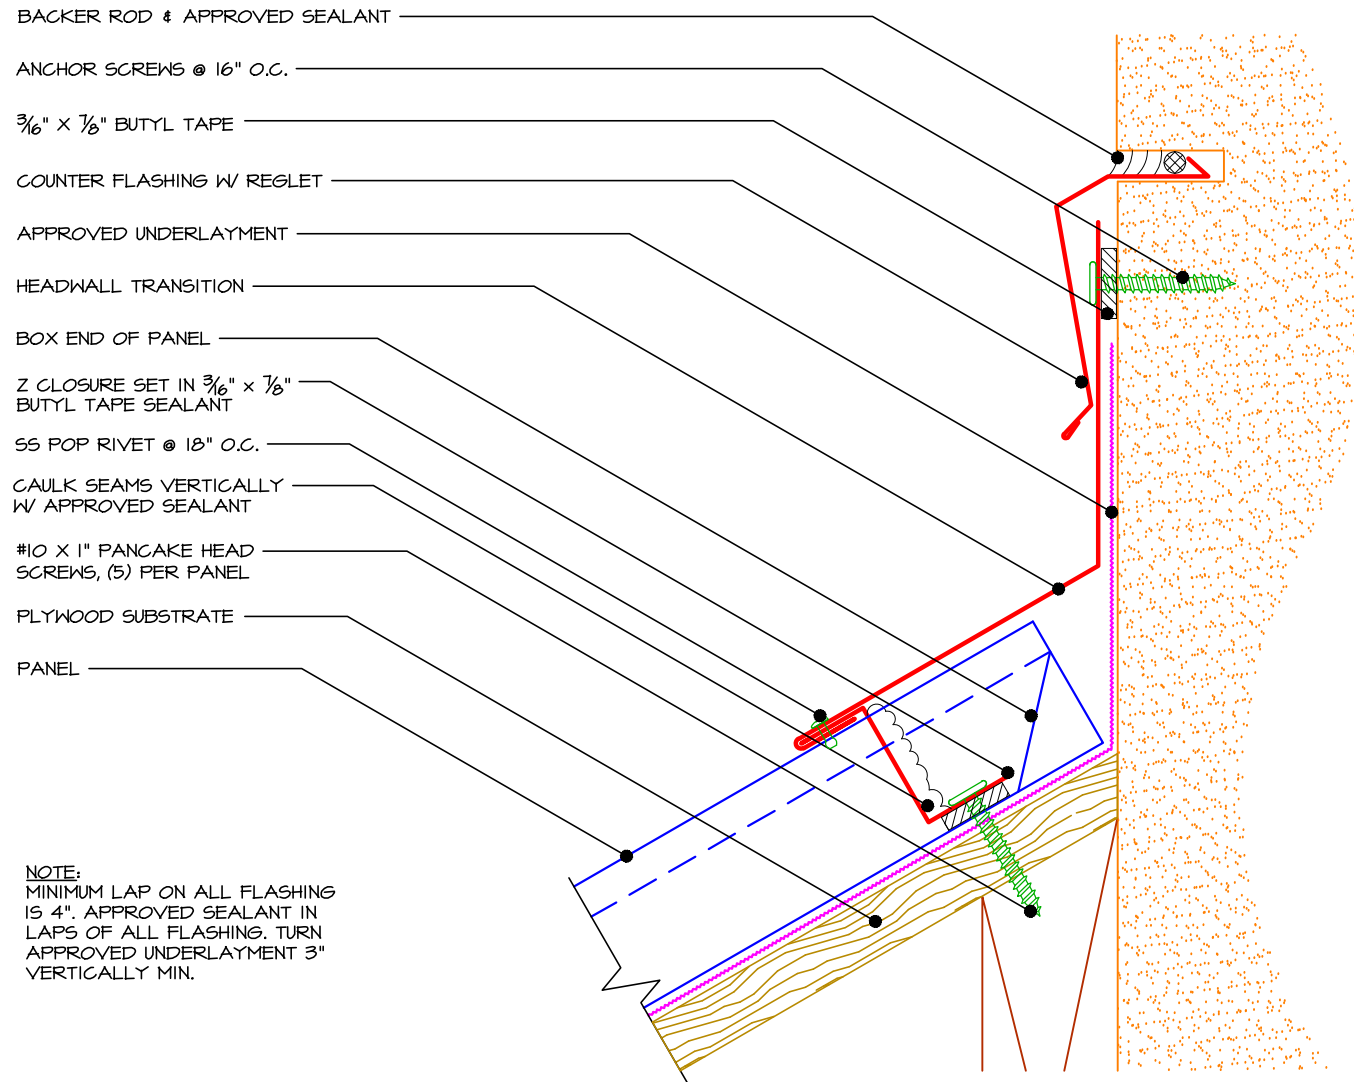 BACKER ROD & APPROVED SEALANT
ANCHOR SCREWS @ 16" O.C.
3/16" X 7/8" BUTYL TAPE
COUNTER FLASHING W/ REGLET
APPROVED UNDERLAYMENT
HEADWALL TRANSITION
BOX END OF PANEL
Z CLOSURE SET IN 3/16" X 7/8"
BUTYL TAPE SEALANT
SS POP RIVET @ 18" O.C.
CAULK SEAMS VERTICALLY
W/ APPROVED SEALANT
#10 X 1" PANCAKE HEAD
SCREWS, (5) PER PANEL
PLYWOOD SUBSTRATE
PANEL
NOTE:
MINIMUM LAP ON ALL FLASHING
IS 4". APPROVED SEALANT IN
LAPS OF ALL FLASHING. TURN
APPROVED UNDERLAYMENT 3"
VERTICALLY MIN.